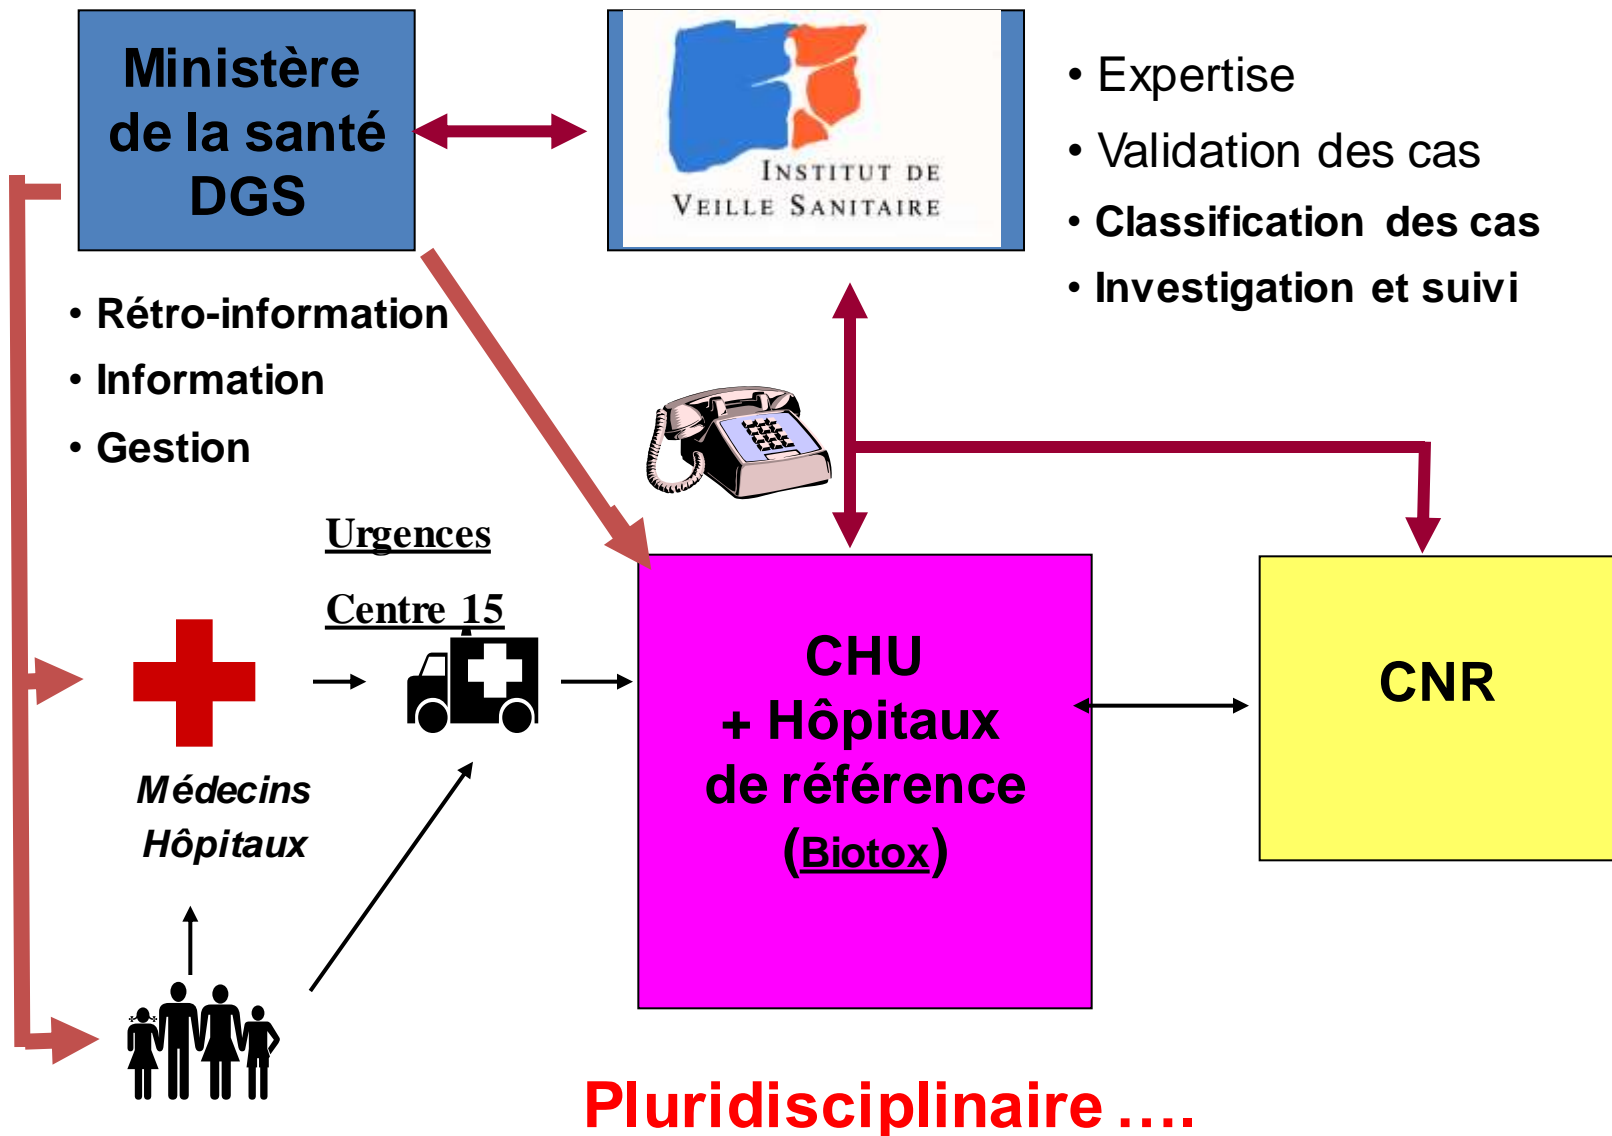 Ministère
de la santé
DGS
INSTITUT DE
VEILLE SANITAIRE
• Expertise
• Validation des cas
• Classification des cas
• Investigation et suivi
• Rétro-information
• Information
• Gestion
Urgences
Centre 15
Médecins
Hôpitaux
CHU
+ Hôpitaux
de référence
(Biotox)
CNR
Pluridisciplinaire ....